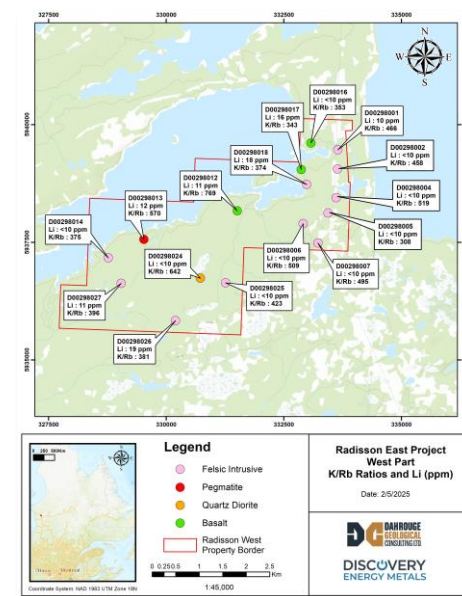 327500
330000
332500
335000
N
W
E
S
5940000
5937500
5935000
D00298016
Li : <10 ppm
K/Rb : 353
D00298017
Li : 16 ppm
K/Rb : 343
D00298001
Li : 10 ppm
K/Rb : 466
D00298002
Li : <10 ppm
K/Rb : 458
D00298018
Li : 18 ppm
K/Rb : 374
D00298012
Li : 11 ppm
K/Rb : 769
D00298004
Li : <10 ppm
K/Rb : 519
D00298013
Li : 12 ppm
K/Rb : 570
D00298005
Li : <10 ppm
K/Rb : 308
D00298014
Li : <10 ppm
K/Rb : 375
D00298024
Li : <10 ppm
K/Rb : 642
D00298006
Li : <10 ppm
K/Rb : 509
D00298007
Li : <10 ppm
K/Rb : 495
D00298027
Li : 11 ppm
K/Rb : 396
D00298025
Li : <10 ppm
K/Rb : 423
D00298026
Li : 19 ppm
K/Rb : 381
327500
330000
332500
335000
Legend
Felsic Intrusive
Pegmatite
Quartz Diorite
Basalt
Radisson West
Property Border
0 0.25 0.5 1 1.5 2 2.5
Km
1:45,000
Coordinate System: NAD 1983 UTM Zone 18N
Radisson East Project
West Part
K/Rb Ratios and Li (ppm)
Date: 2/5/2025
DAHROUGE
GEOLOGICAL
CONSULTING LTD.
DISCOVERY
ENERGY METALS